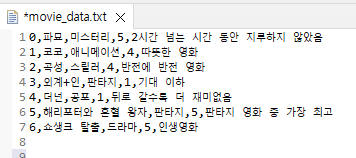 *movie_data.txt
1 0,파묘,미스터리,5,2시간 넘는 시간 동안 지루하지 않았음
2 1,코코,애니메이션,4,따뜻한 영화
3 2,곡성,스릴러,4,반전에 반전 영화
4 3,외계+인,판타지,1,기대 이하
5 4,더넌,공포,1,뒤로 갈수록 더 재미없음
6 5,해리포터와 혼혈 왕자,판타지,5,판타지 영화 중 가장 최고
7 6,쇼생크 탈출,드라마,5,인생영화
8
9